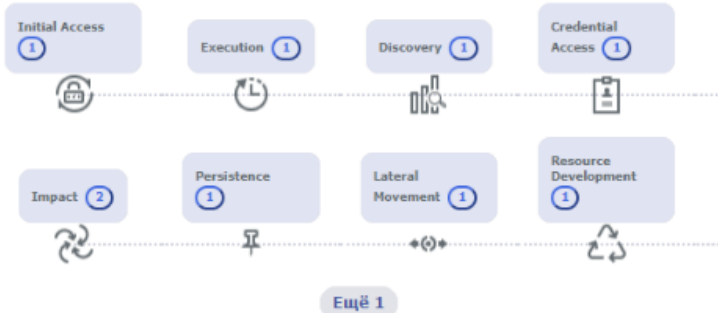 Initial Access
1
Execution 1
Discovery 1
Credential
Access 1
Impact 2
Persistence
1
Lateral
Movement 1
Resource
Development
1
Ещё 1